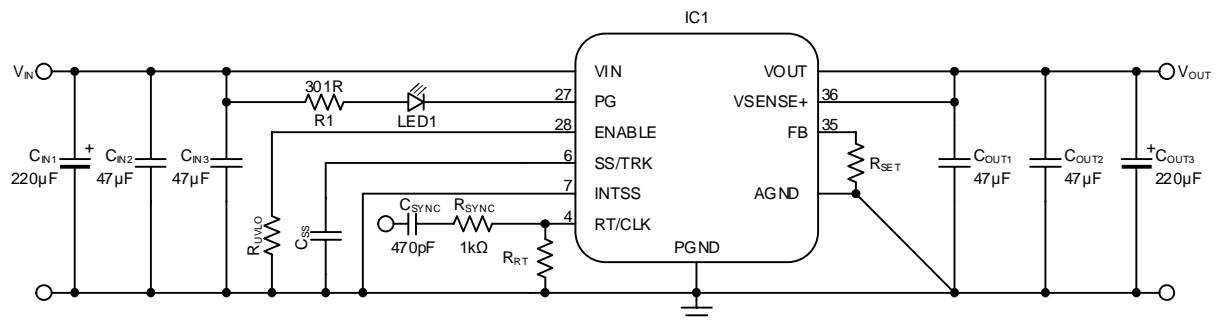 IC1
VIN
VIN
VOUT
VOUT
301R
27
PG
VSENSE+
36
R1
LED1
28
ENABLE
FB
35
CIN1
220µF
CIN2
47µF
CIN3
47µF
6
SS/TRK
RSET
COUT1
47µF
COUT2
47µF
COUT3
220µF
7
INTSS
AGND
CSYNC
RSYNC
4
RT/CLK
470pF
1kΩ
RUVLO
CSS
RRT
PGND
+
+